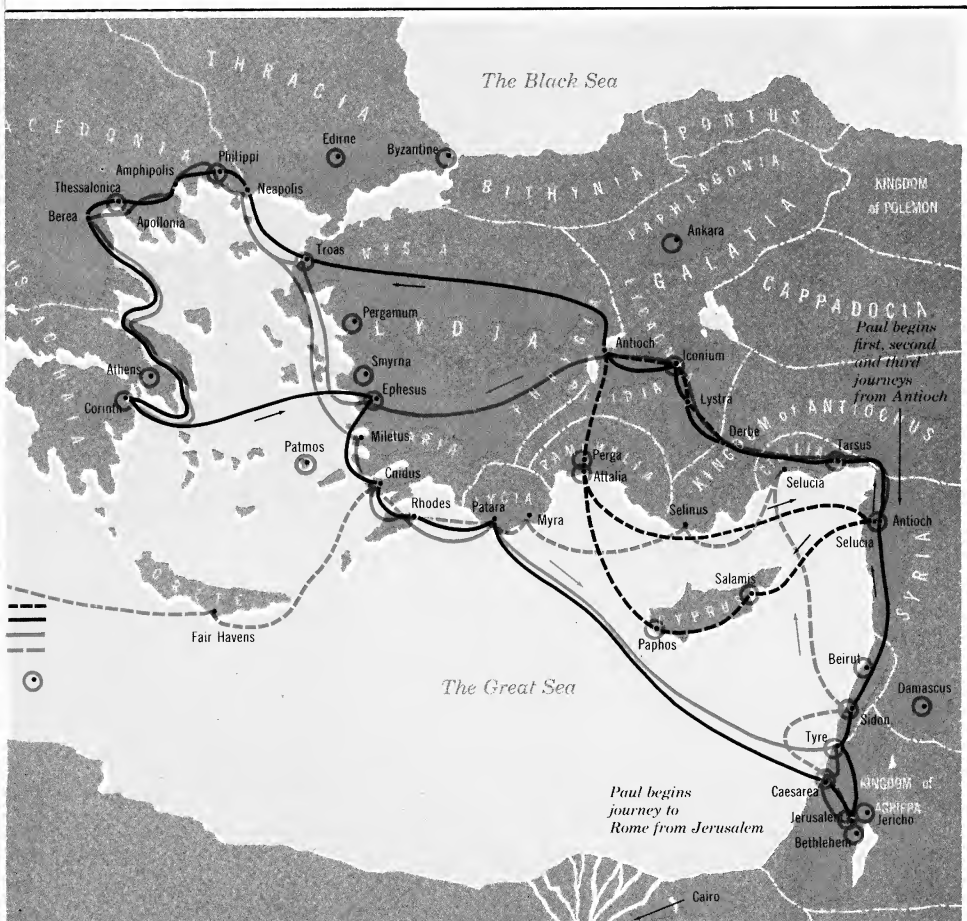 The Black Sea
THRACIA
ACEDONIA
PONTUS
BITHYNIA
PAPHLAGONIA
KINGDOM
of POLEMON
Edirne
Byzantine
Philippi
Amphipolis
Thessalonica
Neapolis
Berea
Apollonia
Ankara
GALATIA
CAPPADOCIA
Troas
Pergamum
LYDIA
Smyrna
Ephesus
Athens
Corinth
Antioch
Iconium
Lystra
Derbe
Paul begins
first, second
and third
journeys
from Antioch
KINGDOM of ANTIOCHUS
Tarsus
Miletus
Patmos
Cnidus
Rhodes
Patara
Myra
Perga
Attalia
Selinus
Selucia
Antioch
Selucia
SYRIA
Salamis
CYPRUS
Paphos
Fair Havens
The Great Sea
Beirut
Damascus
Sidon
Tyre
Caesarea
KINGDOM of
AGRIPPA
Jerusalem
Jericho
Bethlehem
Paul begins
journey to
Rome from Jerusalem
Cairo